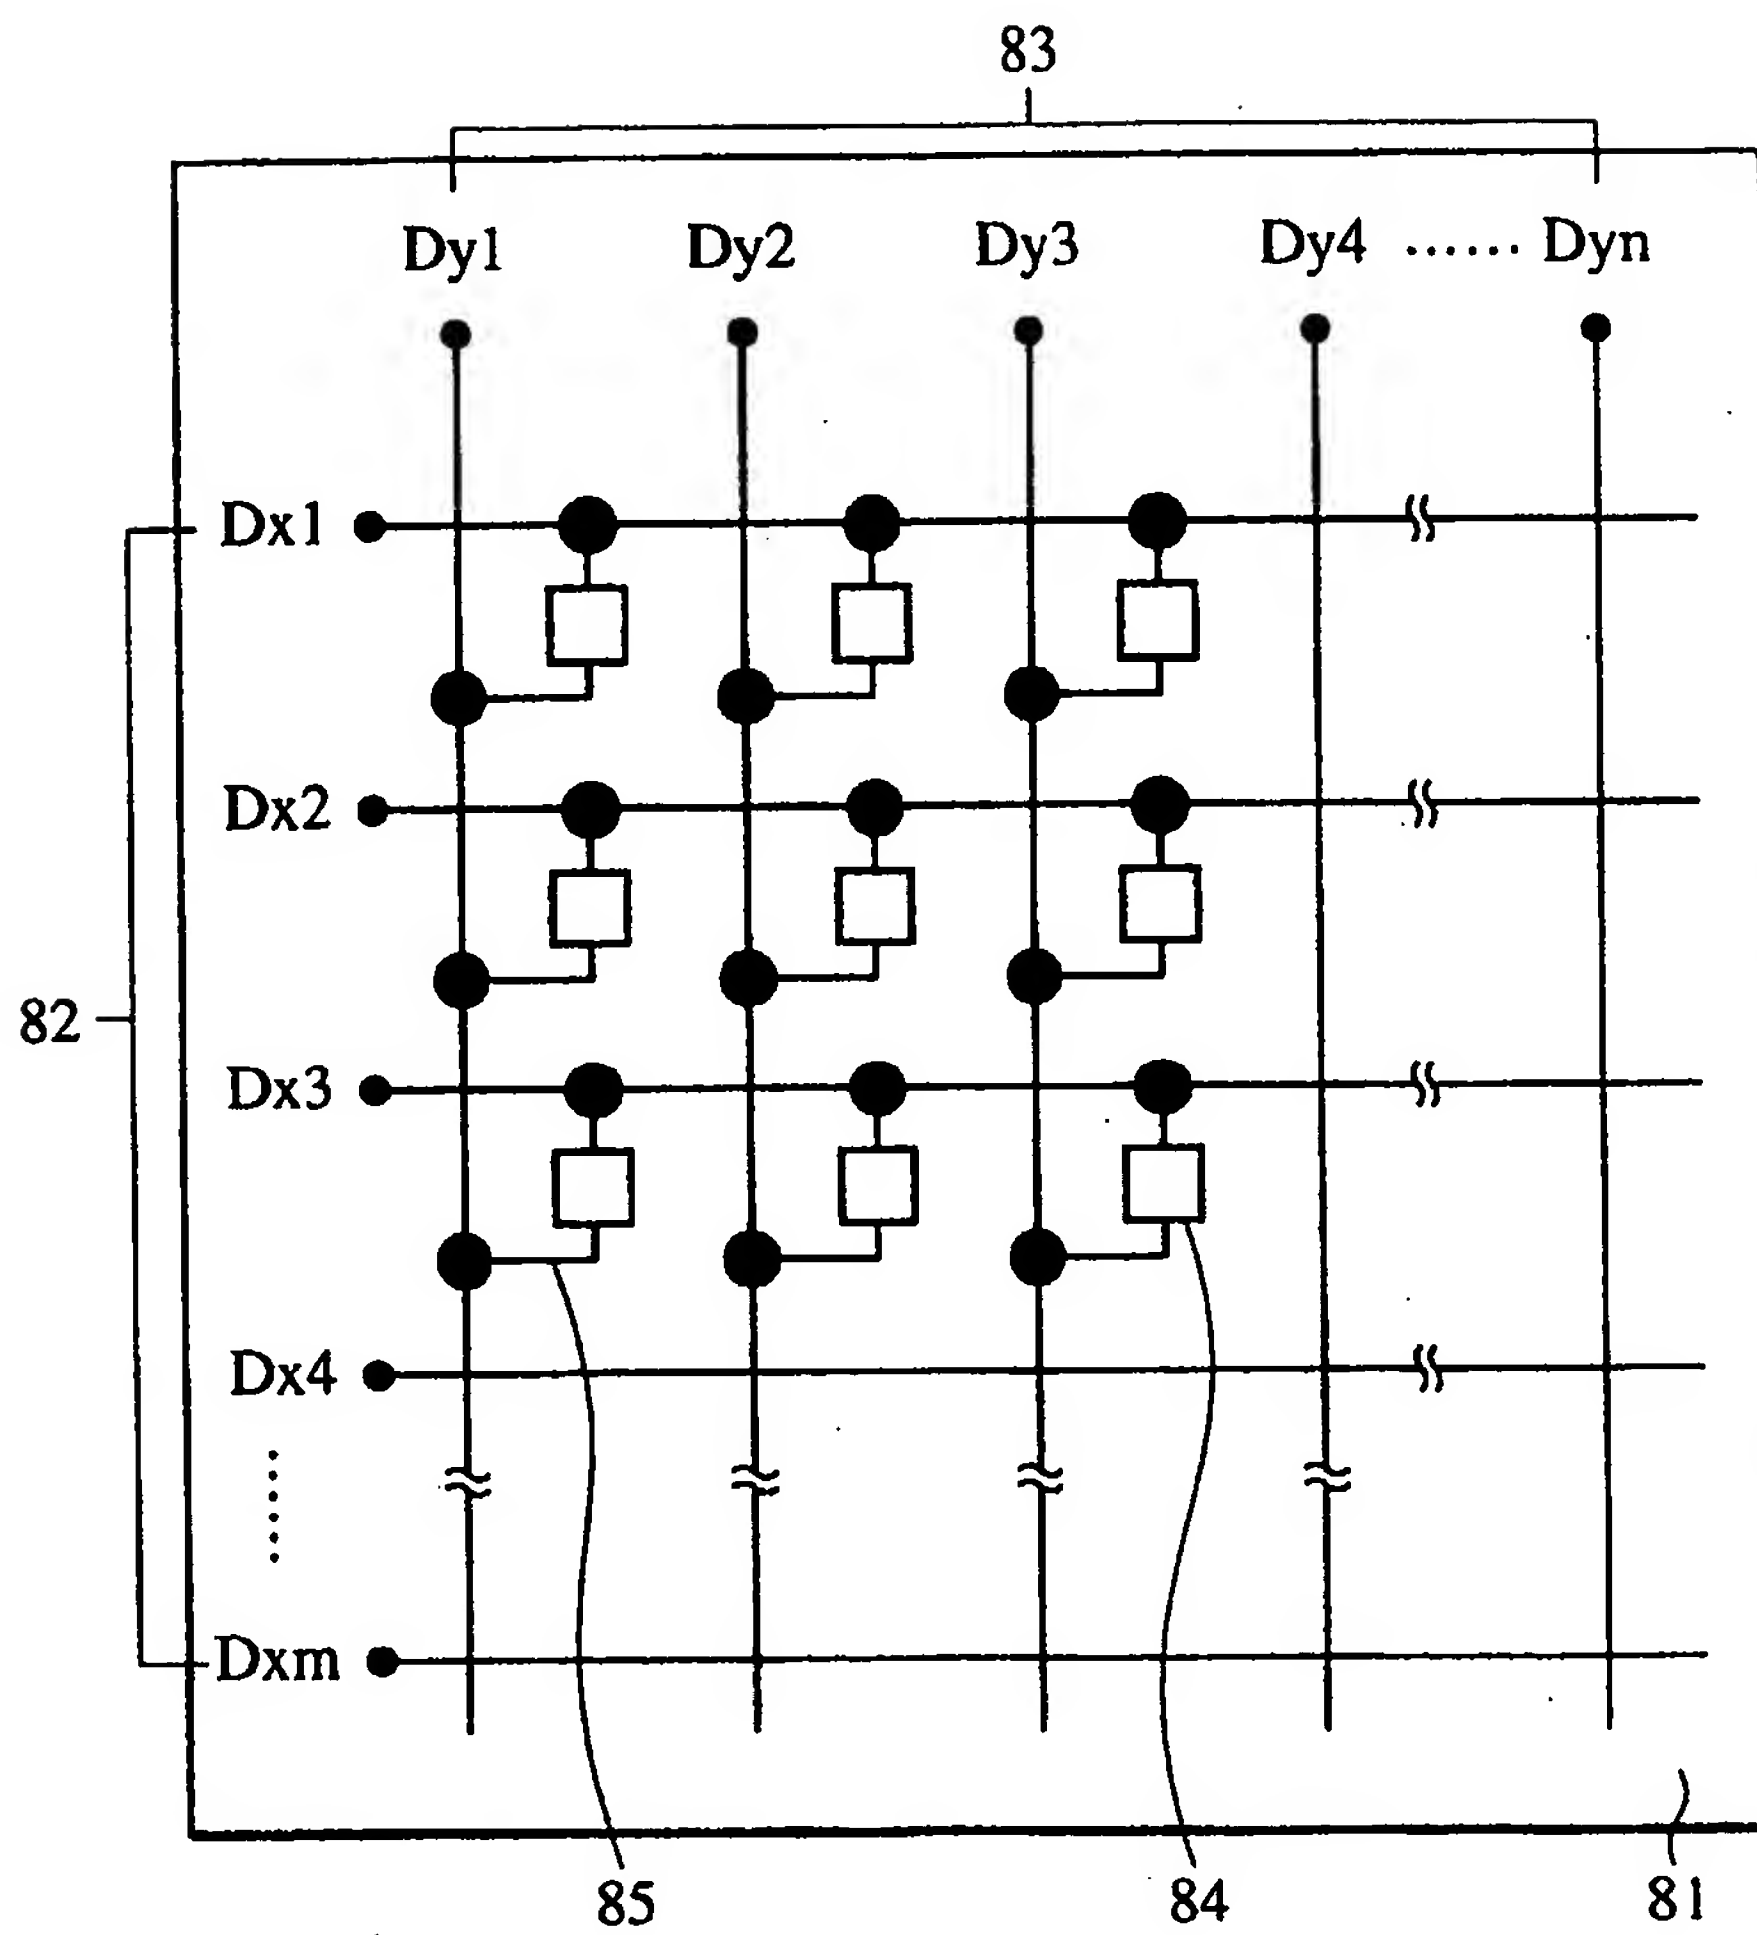 83
Dy1 Dy2 Dy3 Dy4 ...... Dyn
Dx1
Dx2
82
Dx3
Dx4
......
Dxm
85 84 81